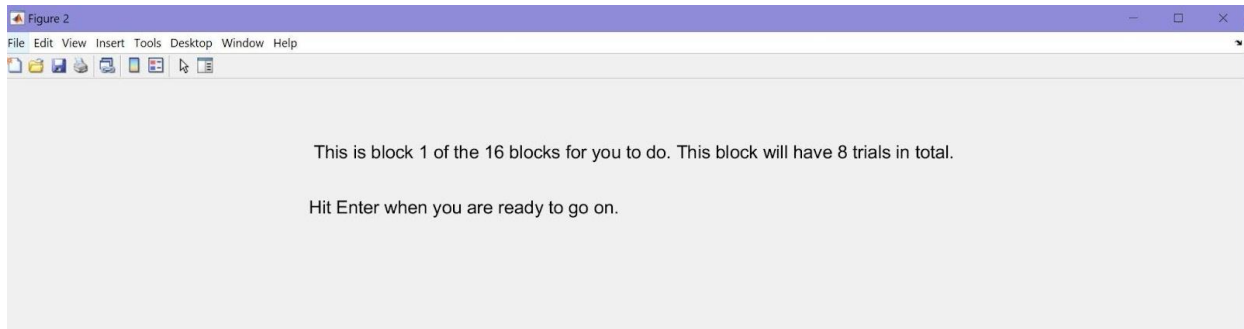 Figure 2
File Edit View Insert Tools Desktop Window Help
This is block 1 of the 16 blocks for you to do. This block will have 8 trials in total.
Hit Enter when you are ready to go on.